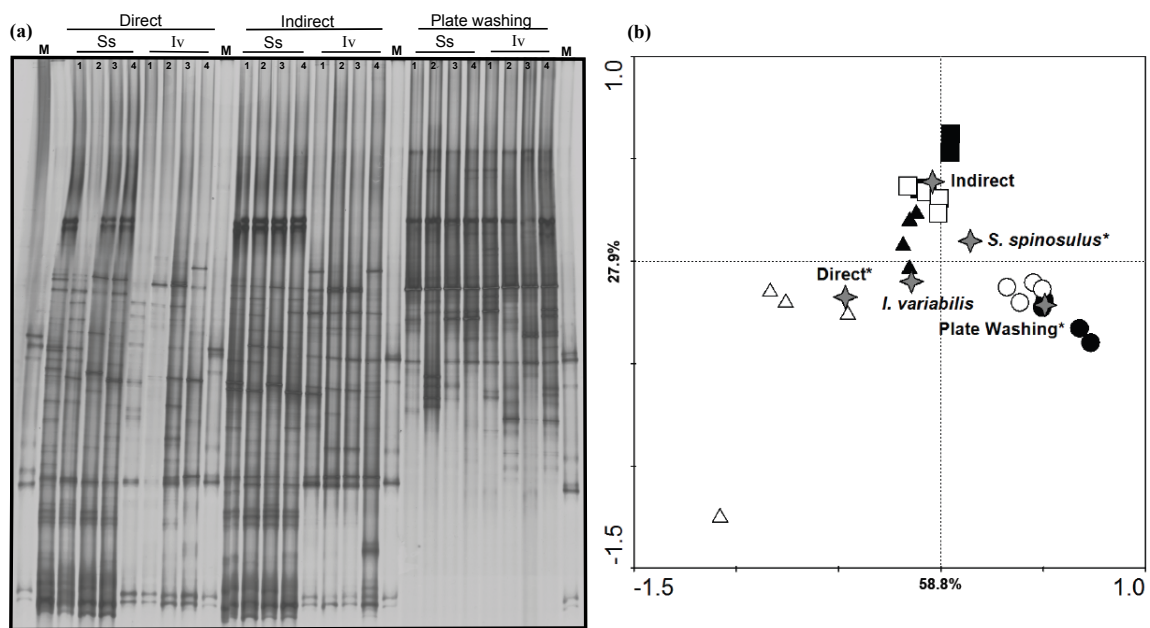 (a)
Direct Indirect Plate washing
M Ss Iv M Ss Iv M Ss Iv M
1 2 3 4 1 2 3 4 1 2 3 4 1 2 3 4 1 2 3 4 1 2 3 4
(b)
1.0
Indirect
S. spinosulus*
27.9%
Direct*
I. variabilis
Plate Washing*
-1.5
-1.5 58.8% 1.0